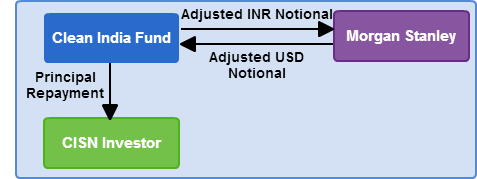 Adjusted INR Notional
Clean India Fund
Morgan Stanley
Adjusted USD
Notional
Principal
Repayment
CISN Investor